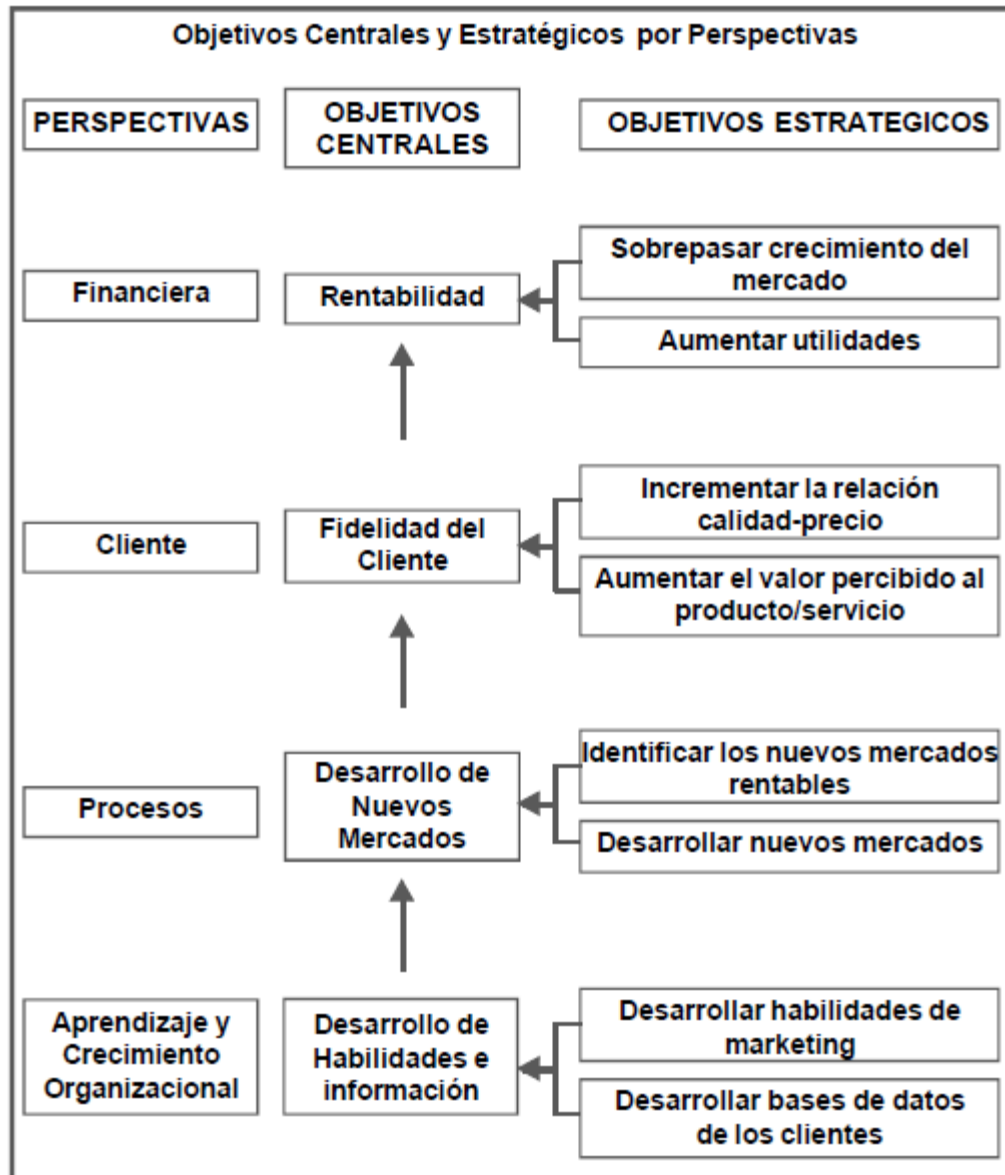 Objetivos Centrales y Estratégicos por Perspectivas
PERSPECTIVAS
OBJETIVOS
CENTRALES
OBJETIVOS ESTRATEGICOS
Financiera
Rentabilidad
Sobrepasar crecimiento del
mercado
Aumentar utilidades
Cliente
Fidelidad del
Cliente
Incrementar la relación
calidad-precio
Aumentar el valor percibido al
producto/servicio
Procesos
Desarrollo de
Nuevos
Mercados
Identificar los nuevos mercados
rentables
Desarrollar nuevos mercados
Aprendizaje y
Crecimiento
Organizacional
Desarrollo de
Habilidades e
información
Desarrollar habilidades de
marketing
Desarrollar bases de datos
de los clientes